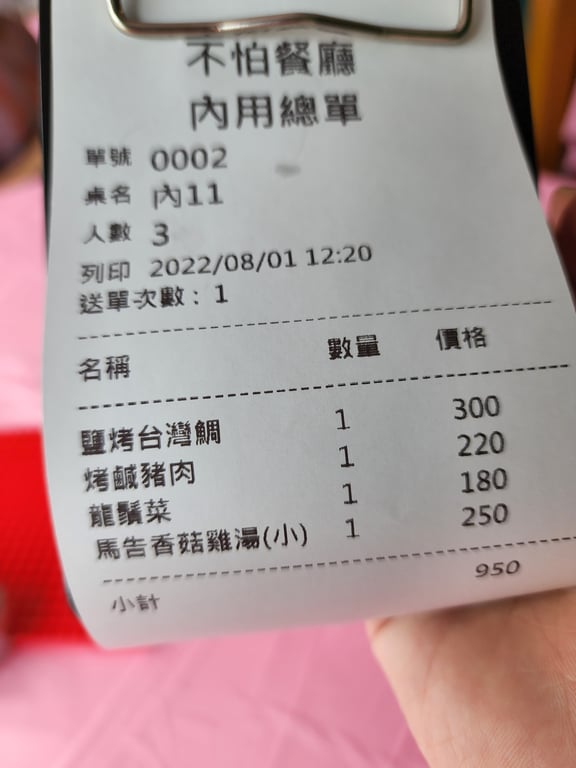 不怕餐廳
內用總單
單號 0002
桌名 內11
人數 3
列印 2022/08/01 12:20
送單次數: 1
名稱 數量 價格
鹽烤台灣鯛 1 300
烤鹹豬肉 1 220
龍鬚菜 1 180
馬告香菇雞湯(小) 1 250
小計 950